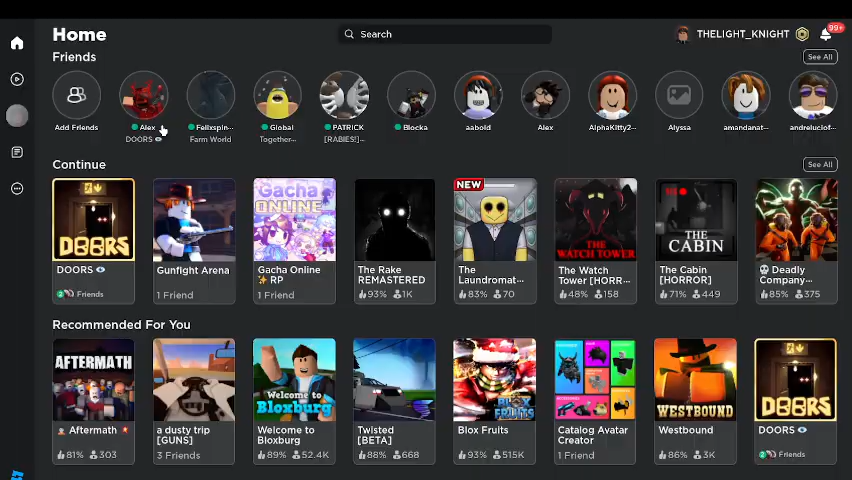 Home
Search
THELIGHT_KNIGHT
99+
Friends
See All
Add Friends
Alex
DOORS
Felixspin...
Farm World
Global
Together...
PATRICK
[RABIES!]...
Blocka
aabold
Alex
AlphaKitty2...
Alyssa
amandanat...
andreluciof...
Continue
See All
DOORS
DOORS
2 Friends
Gunfight Arena
1 Friend
Gacha
ONLINE
Gacha Online
RP
1 Friend
The Rake
REMASTERED
93% 1K
NEW
The
Laundromat...
83% 70
THE
WATCH TOWER
The Watch
Tower [HORR...
48% 158
THE
CABIN
The Cabin
[HORROR]
71% 449
Deadly
Company...
85% 375
Recommended For You
AFTERMATH
Aftermath
81% 303
a dusty trip
[GUNS]
3 Friends
Welcome to
Bloxburg
Welcome to
Bloxburg
89% 52.4K
Twisted
[BETA]
88% 668
BLOX
FRUITS
Blox Fruits
93% 515K
Catalog Avatar
Creator
1 Friend
WESTBOUND
Westbound
86% 3K
DOORS
DOORS
2 Friends